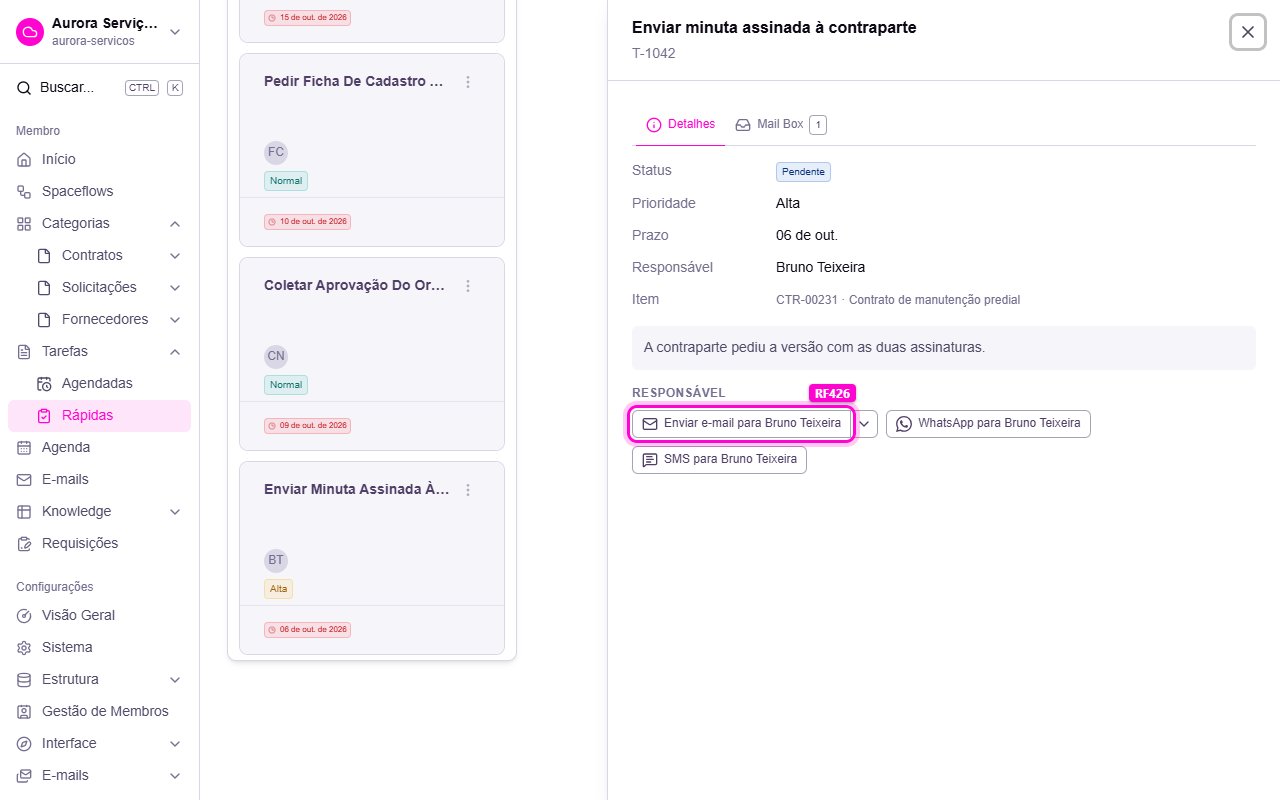 Aurora Serviç...
aurora-servicos
Buscar...
CTRL K
Membro
Início
Spaceflows
Categorias
Contratos
Solicitações
Fornecedores
Tarefas
Agendadas
Rápidas
Agenda
E-mails
Knowledge
Requisições
Configurações
Visão Geral
Sistema
Estrutura
Gestão de Membros
Interface
E-mails
15 de out. de 2026
Pedir Ficha De Cadastro ...
FC
Normal
10 de out. de 2026
Coletar Aprovação Do Or...
CN
Normal
09 de out. de 2026
Enviar Minuta Assinada À...
BT
Alta
06 de out. de 2026
Enviar minuta assinada à contraparte
T-1042
Detalhes
Mail Box 1
Status Pendente
Prioridade Alta
Prazo 06 de out.
Responsável Bruno Teixeira
Item CTR-00231 · Contrato de manutenção predial
A contraparte pediu a versão com as duas assinaturas.
RESPONSÁVEL
RF426
Enviar e-mail para Bruno Teixeira
WhatsApp para Bruno Teixeira
SMS para Bruno Teixeira